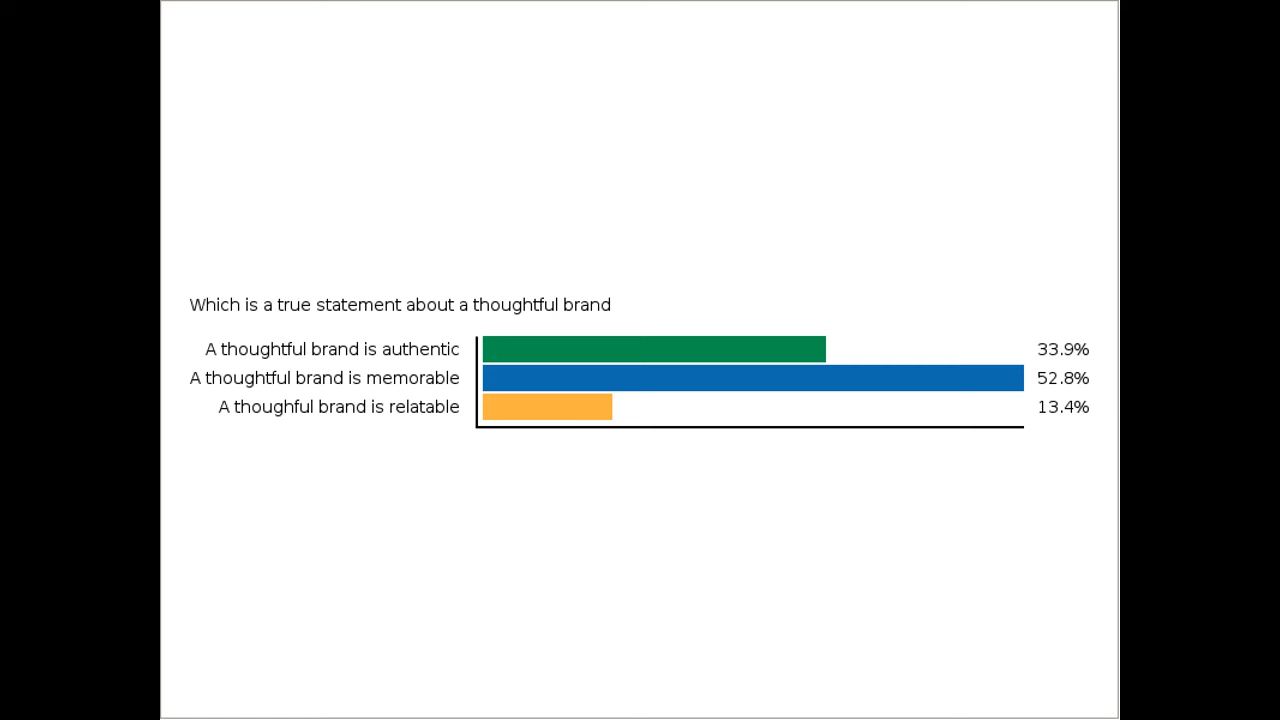 Which is a true statement about a thoughtful brand
A thoughtful brand is authentic 33.9%
A thoughtful brand is memorable 52.8%
A thoughful brand is relatable 13.4%